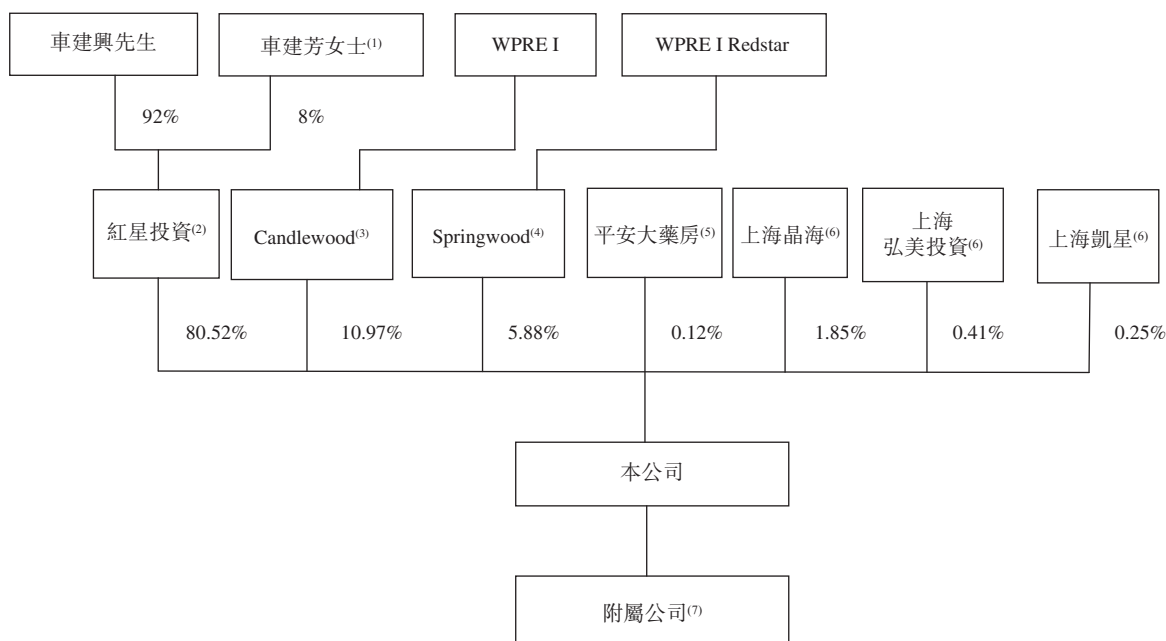 車建興先生
車建芳女士(1)
WPRE I
WPRE I Redstar
92%
8%
紅星投資(2)
Candlewood(3)
Springwood(4)
平安大藥房(5)
上海晶海(6)
上海
弘美投資(6)
上海凱星(6)
80.52%
10.97%
5.88%
0.12%
1.85%
0.41%
0.25%
本公司
附屬公司(7)